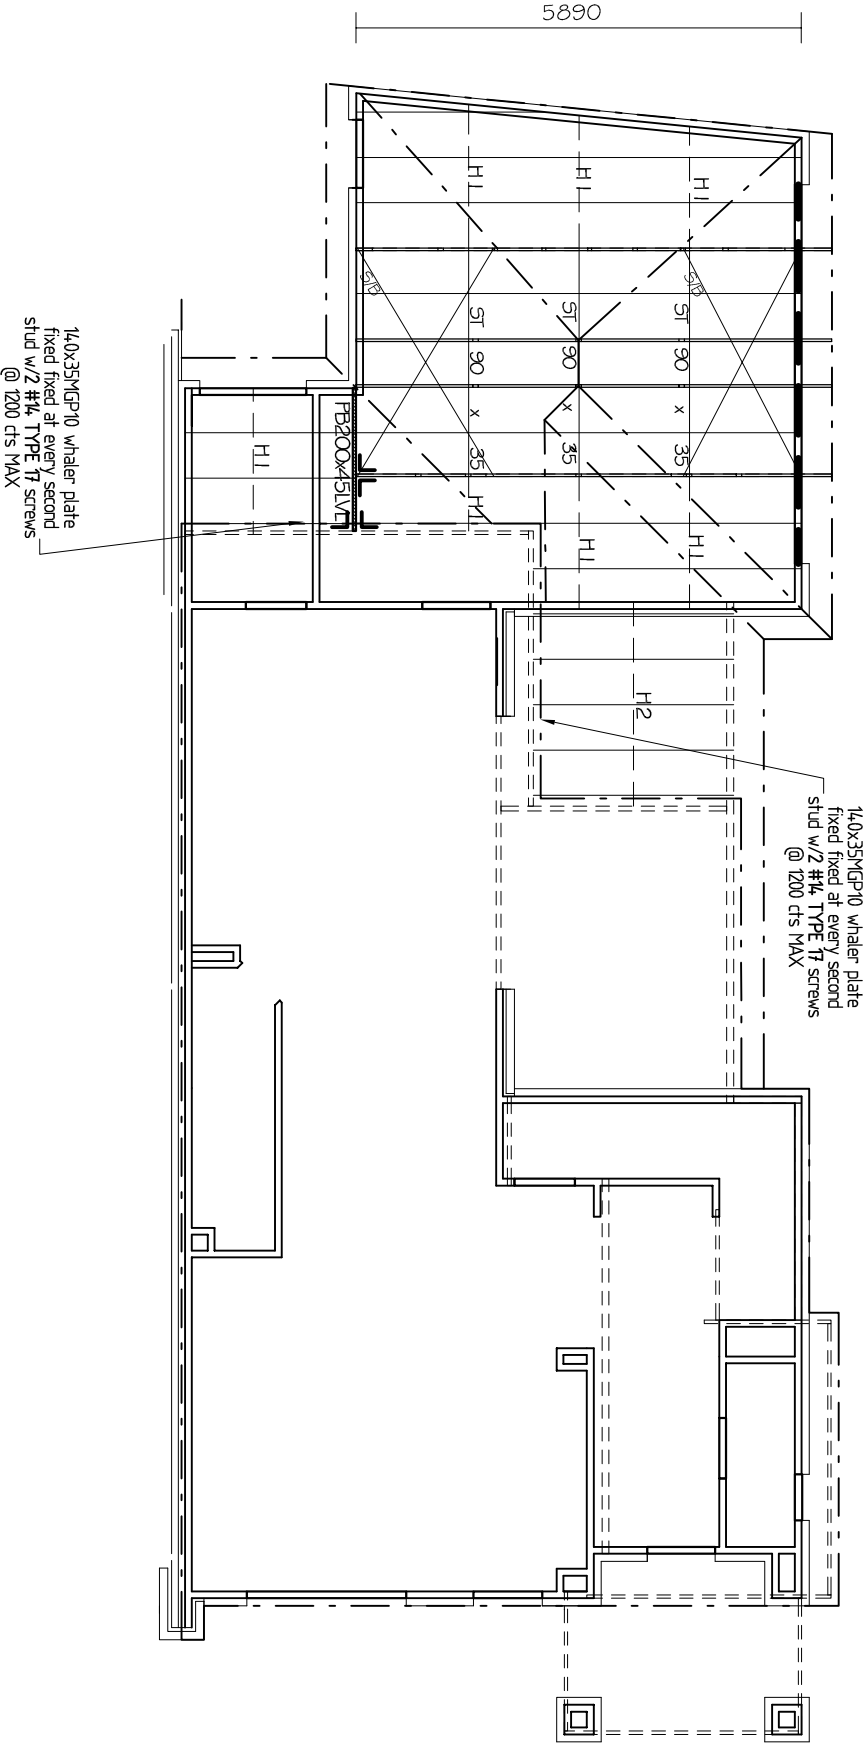 5890
H1
H1
H1
S/B
S/B
ST 90 x 35
ST 90 x 35
ST 90 x 35
H1
PB200x45LVL
H1
H1
H1
140x35MGP10 whaler plate
fixed fixed at every second
stud w/2 #14 TYPE 17 screws
@ 1200 cts MAX
H2
140x35MGP10 whaler plate
fixed fixed at every second
stud w/2 #14 TYPE 17 screws
@ 1200 cts MAX